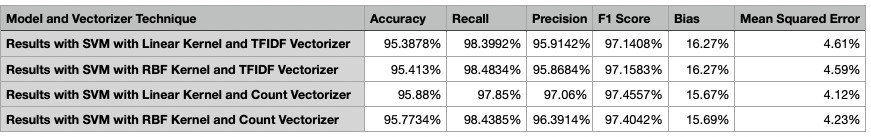 Model and Vectorizer Technique Accuracy Recall Precision F1 Score Bias Mean Squared Error
Results with SVM with Linear Kernel and TFIDF Vectorizer 95.3878% 98.3992% 95.9142% 97.1408% 16.27% 4.61%
Results with SVM with RBF Kernel and TFIDF Vectorizer 95.413% 98.4834% 95.8684% 97.1583% 16.27% 4.59%
Results with SVM with Linear Kernel and Count Vectorizer 95.88% 97.85% 97.06% 97.4557% 15.67% 4.12%
Results with SVM with RBF Kernel and Count Vectorizer 95.7734% 98.4385% 96.3914% 97.4042% 15.69% 4.23%